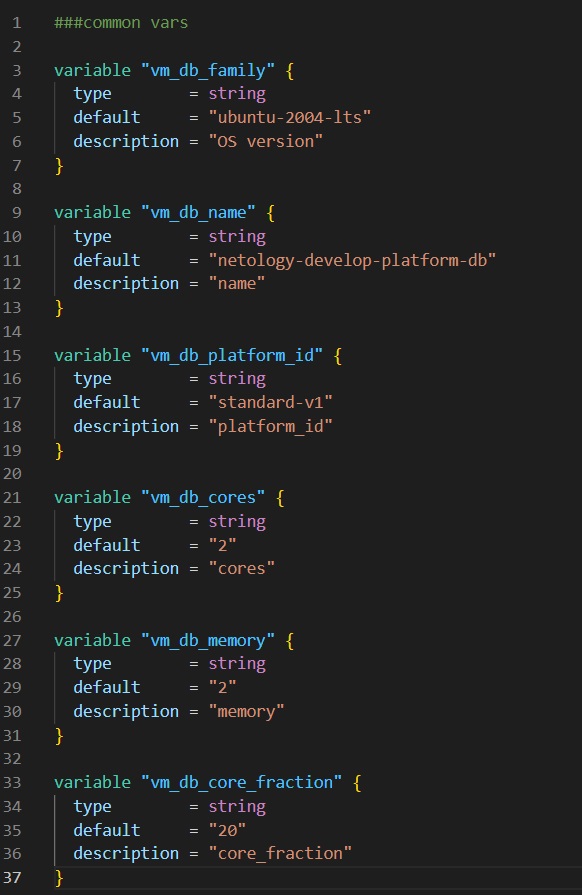 1 ###common vars
2
3 variable "vm_db_family" {
4   type        = string
5   default     = "ubuntu-2004-lts"
6   description = "OS version"
7 }
8
9 variable "vm_db_name" {
10   type        = string
11   default     = "netology-develop-platform-db"
12   description = "name"
13 }
14
15 variable "vm_db_platform_id" {
16   type        = string
17   default     = "standard-v1"
18   description = "platform_id"
19 }
20
21 variable "vm_db_cores" {
22   type        = string
23   default     = "2"
24   description = "cores"
25 }
26
27 variable "vm_db_memory" {
28   type        = string
29   default     = "2"
30   description = "memory"
31 }
32
33 variable "vm_db_core_fraction" {
34   type        = string
35   default     = "20"
36   description = "core_fraction"
37 }